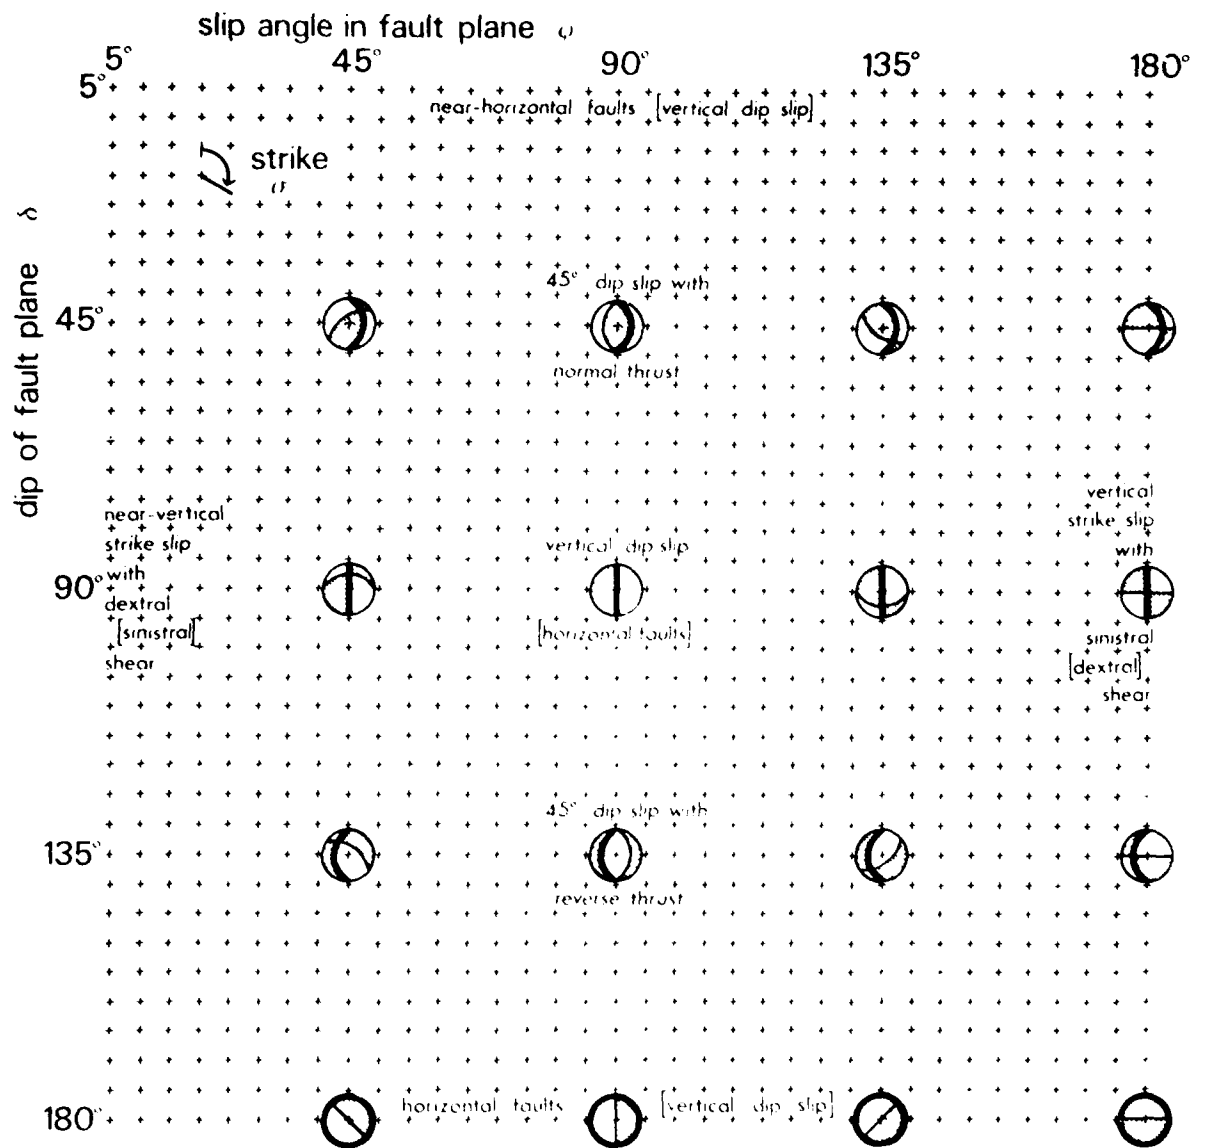 slip angle in fault plane φ
5° 45° 90° 135° 180°
5°
near-horizontal faults [vertical dip slip]
strike
σ
dip of fault plane δ
45° dip slip with
45°
normal thrust
near-vertical
strike slip
with
dextral
[sinistral]
shear
90°
vertical dip slip
[horizontal faults]
vertical
strike slip
with
sinistral
[dextral]
shear
45° dip slip with
135°
reverse thrust
180°
horizontal faults [vertical dip slip]